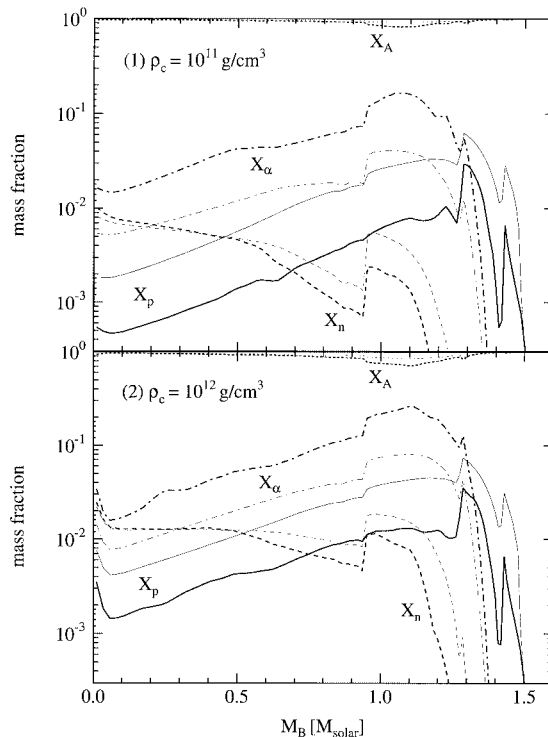 10⁰
X_A
(1) ρ_c = 10¹¹ g/cm³
10⁻¹
X_α
mass fraction
10⁻²
X_p
10⁻³
X_n
10⁰
X_A
(2) ρ_c = 10¹² g/cm³
10⁻¹
X_α
mass fraction
10⁻²
X_p
X_n
10⁻³
0.0 0.5 1.0 1.5
M_B [M_solar]